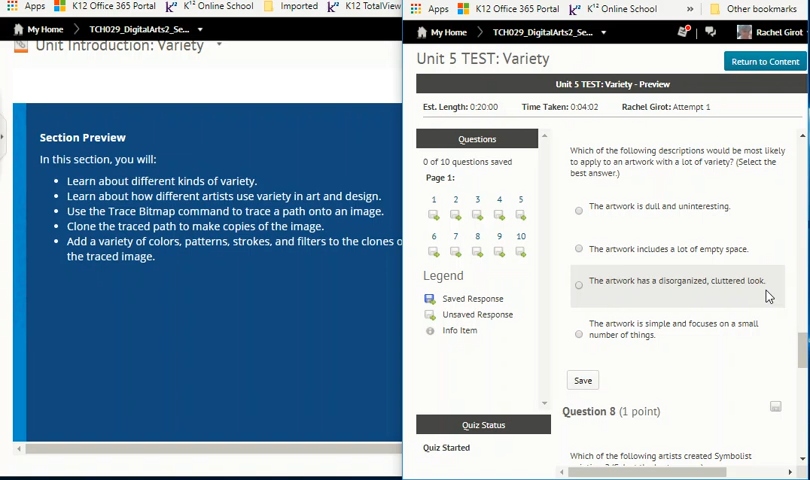 Apps K12 Office 365 Portal K12 Online School Imported K12 TotalView
My Home TCH029_DigitalArts2_Se...
Unit Introduction: Variety
Section Preview
In this section, you will:
• Learn about different kinds of variety.
• Learn about how different artists use variety in art and design.
• Use the Trace Bitmap command to trace a path onto an image.
• Clone the traced path to make copies of the image.
• Add a variety of colors, patterns, strokes, and filters to the clones o
the traced image.
Apps K12 Office 365 Portal K12 Online School » Other bookmarks
My Home TCH029_DigitalArts2_Se... Rachel Girot
Unit 5 TEST: Variety
Return to Content
Unit 5 TEST: Variety - Preview
Est. Length: 0:20:00 Time Taken: 0:04:02 Rachel Girot: Attempt 1
Questions
0 of 10 questions saved
Page 1:
1 2 3 4 5
6 7 8 9 10
Legend
Saved Response
Unsaved Response
Info Item
Quiz Status
Quiz Started
Which of the following descriptions would be most likely
to apply to an artwork with a lot of variety? (Select the
best answer.)
The artwork is dull and uninteresting.
The artwork includes a lot of empty space.
The artwork has a disorganized, cluttered look.
The artwork is simple and focuses on a small
number of things.
Save
Question 8 (1 point)
Which of the following artists created Symbolist